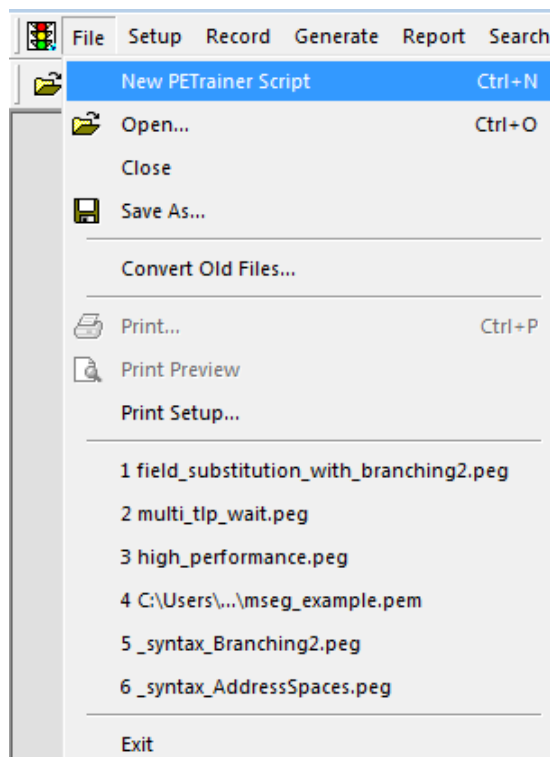 File Setup Record Generate Report Search
New PETrainer Script Ctrl+N
Open... Ctrl+O
Close
Save As...
Convert Old Files...
Print... Ctrl+P
Print Preview
Print Setup...
1 field_substitution_with_branching2.peg
2 multi_tlp_wait.peg
3 high_performance.peg
4 C:\Users\...\mseg_example.pem
5 _syntax_Branching2.peg
6 _syntax_AddressSpaces.peg
Exit